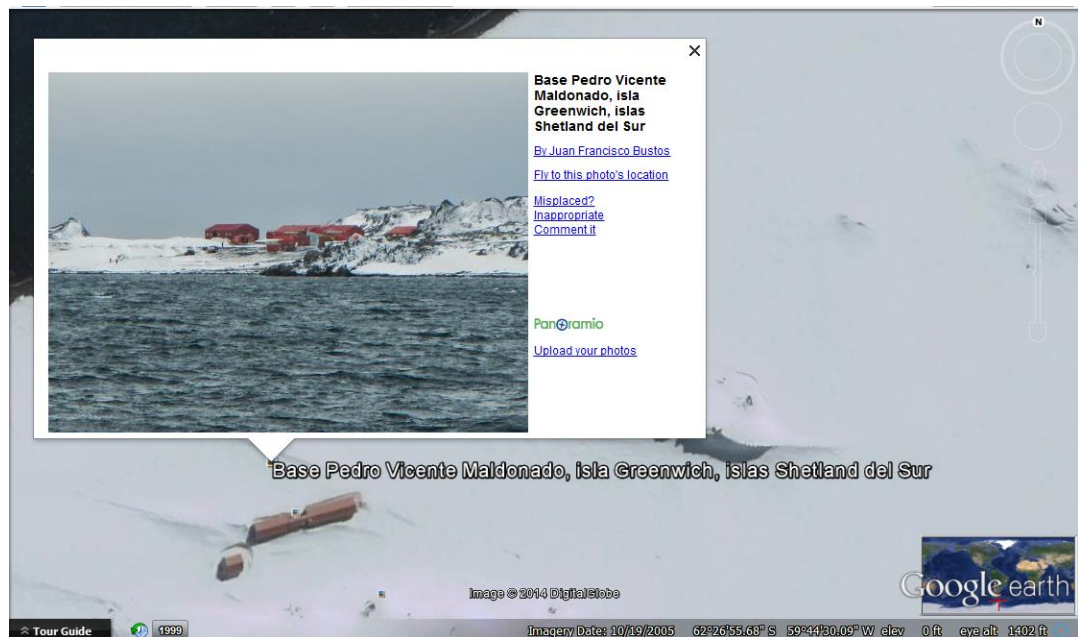 N
Base Pedro Vicente
Maldonado, isla
Greenwich, islas
Shetland del Sur
By Juan Francisco Bustos
Fly to this photo's location
Misplaced?
Inappropriate
Comment it
Panoramio
Upload your photos
Base Pedro Vicente Maldonado, isla Greenwich, islas Shetland del Sur
Image © 2014 DigitalGlobe
Google earth
Tour Guide
1999
Imagery Date: 10/19/2005 62°26'55.68" S 59°44'30.09" W elev 0 ft eye alt 1402 ft